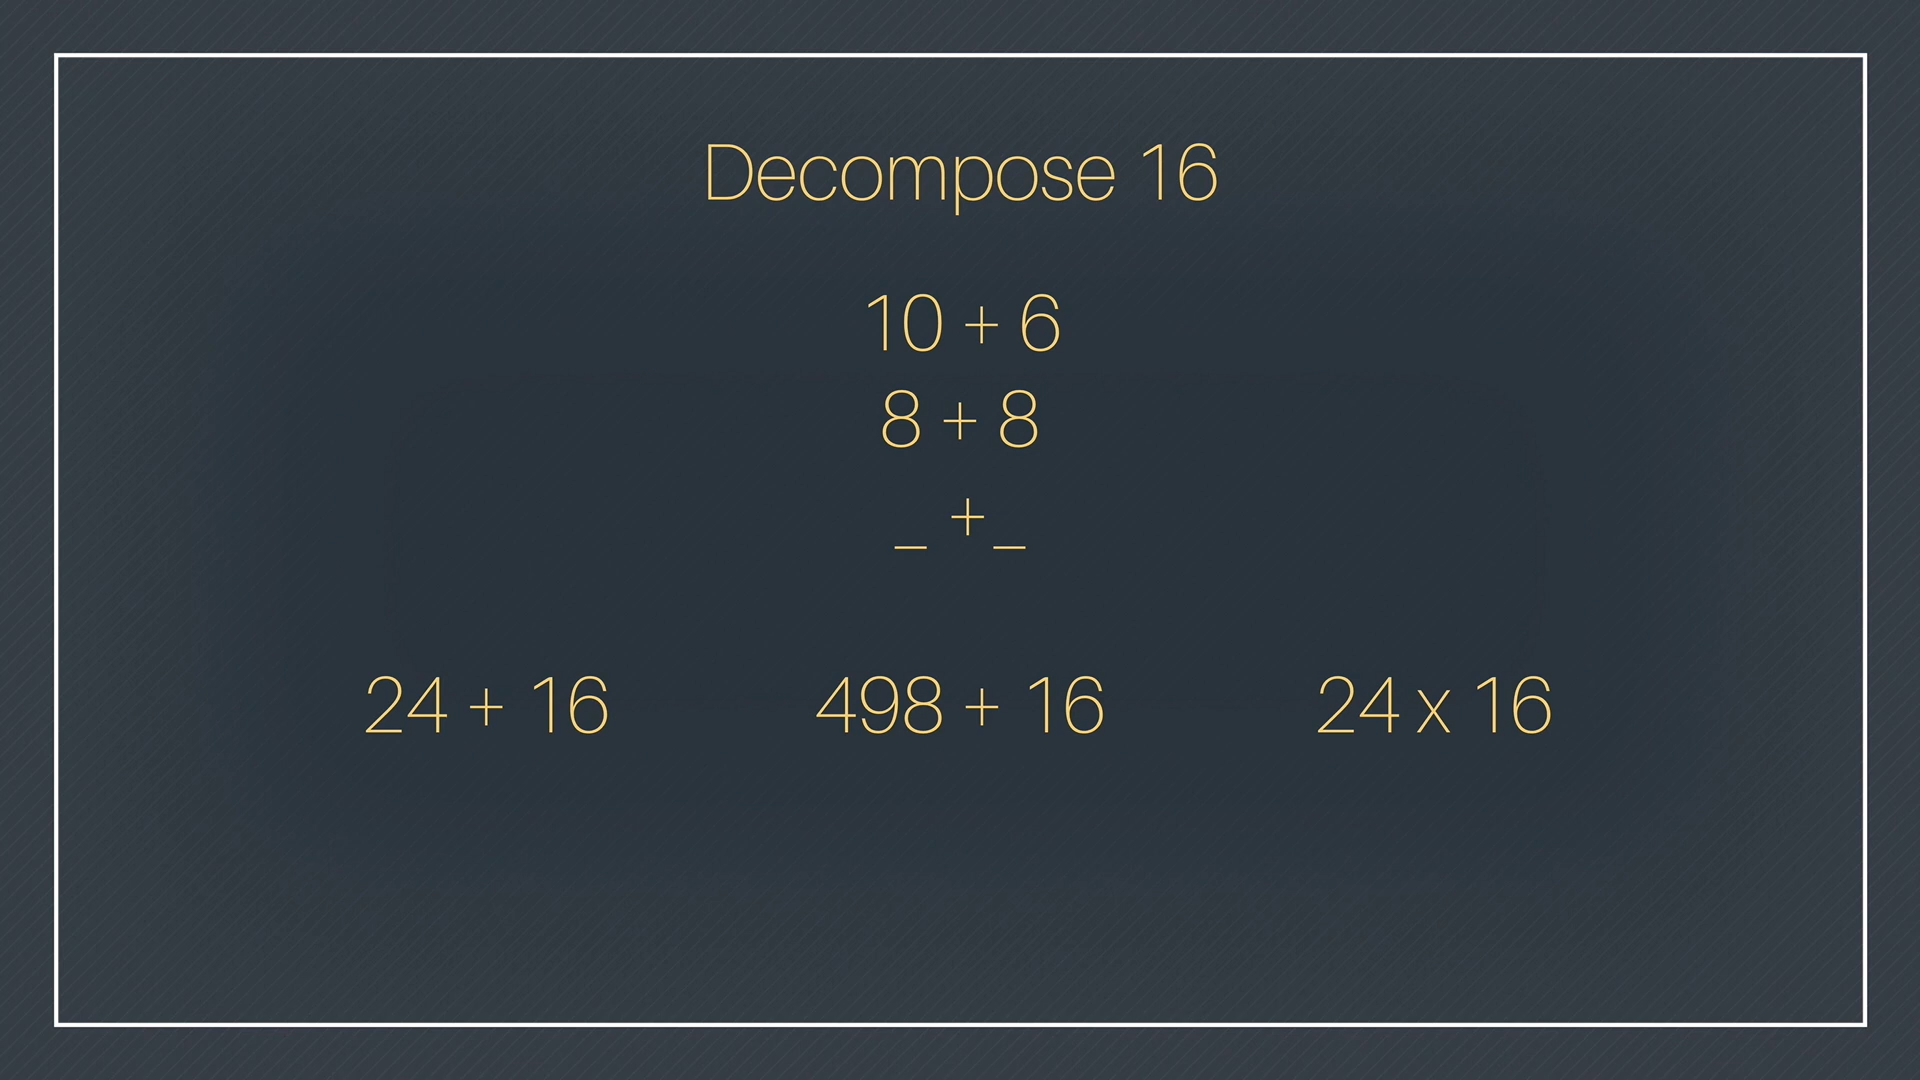 Decompose 16
10 + 6
8 + 8
_ +_
24 + 16
498 + 16
24 x 16